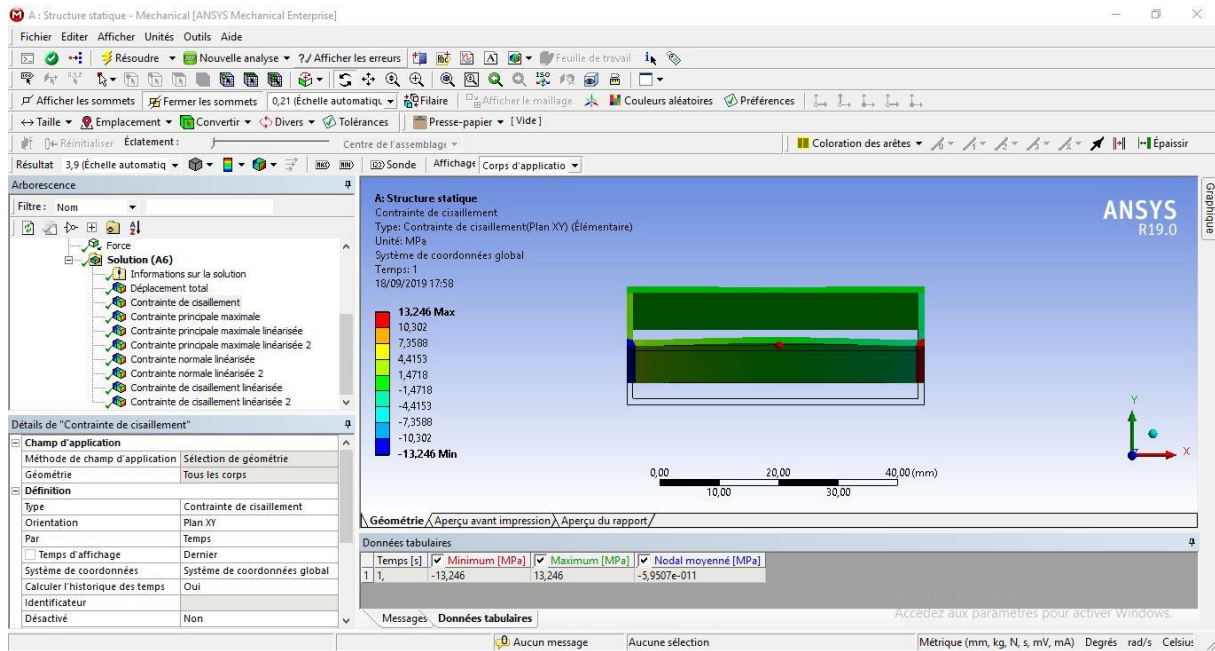 A : Structure statique - Mechanical [ANSYS Mechanical Enterprise]
Fichier Editer Afficher Unités Outils Aide
Résoudre Nouvelle analyse ?./ Afficher les erreurs A Feuille de travail
ISO
Afficher les sommets Fermer les sommets 0,21 (Échelle automatiqu Filaire Afficher le maillage Couleurs aléatoires Préférences
Taille Emplacement Convertir Divers Tolérances Presse-papier [Vide]
Réinitialiser Éclatement : Centre de l'assemblage Coloration des arêtes Épaissir
Résultat 3,9 (Échelle automatiq Sonde Affichage Corps d'applicatio
Arborescence
Filtre : Nom
Force
Solution (A6)
Informations sur la solution
Déplacement total
Contrainte de cisaillement
Contrainte principale maximale
Contrainte principale maximale linéarisée
Contrainte principale maximale linéarisée 2
Contrainte normale linéarisée
Contrainte normale linéarisée 2
Contrainte de cisaillement linéarisée
Contrainte de cisaillement linéarisée 2
Détails de "Contrainte de cisaillement"
Champ d'application
Méthode de champ d'application Sélection de géométrie
Géométrie Tous les corps
Définition
Type Contrainte de cisaillement
Orientation Plan XY
Par Temps
Temps d'affichage Dernier
Système de coordonnées Système de coordonnées global
Calculer l'historique des temps Oui
Identificateur
Désactivé Non
A: Structure statique
Contrainte de cisaillement
Type: Contrainte de cisaillement(Plan XY) (Élémentaire)
Unité: MPa
Système de coordonnées global
Temps: 1
18/09/2019 17:58
13,246 Max
10,302
7,3588
4,4153
1,4718
-1,4718
-4,4153
-7,3588
-10,302
-13,246 Min
ANSYS
R19.0
Graphique
Y
X
0,00 20,00 40,00 (mm)
10,00 30,00
Géométrie Aperçu avant impression Aperçu du rapport
Données tabulaires
Temps [s] Minimum [MPa] Maximum [MPa] Nodal moyenné [MPa]
1 1, -13,246 13,246 -5,9507e-011
Activer Windows
Accédez aux paramètres pour activer Windows.
Messages Données tabulaires
0 Aucun message Aucune sélection Métrique (mm, kg, N, s, mV, mA) Degrés rad/s Celsius